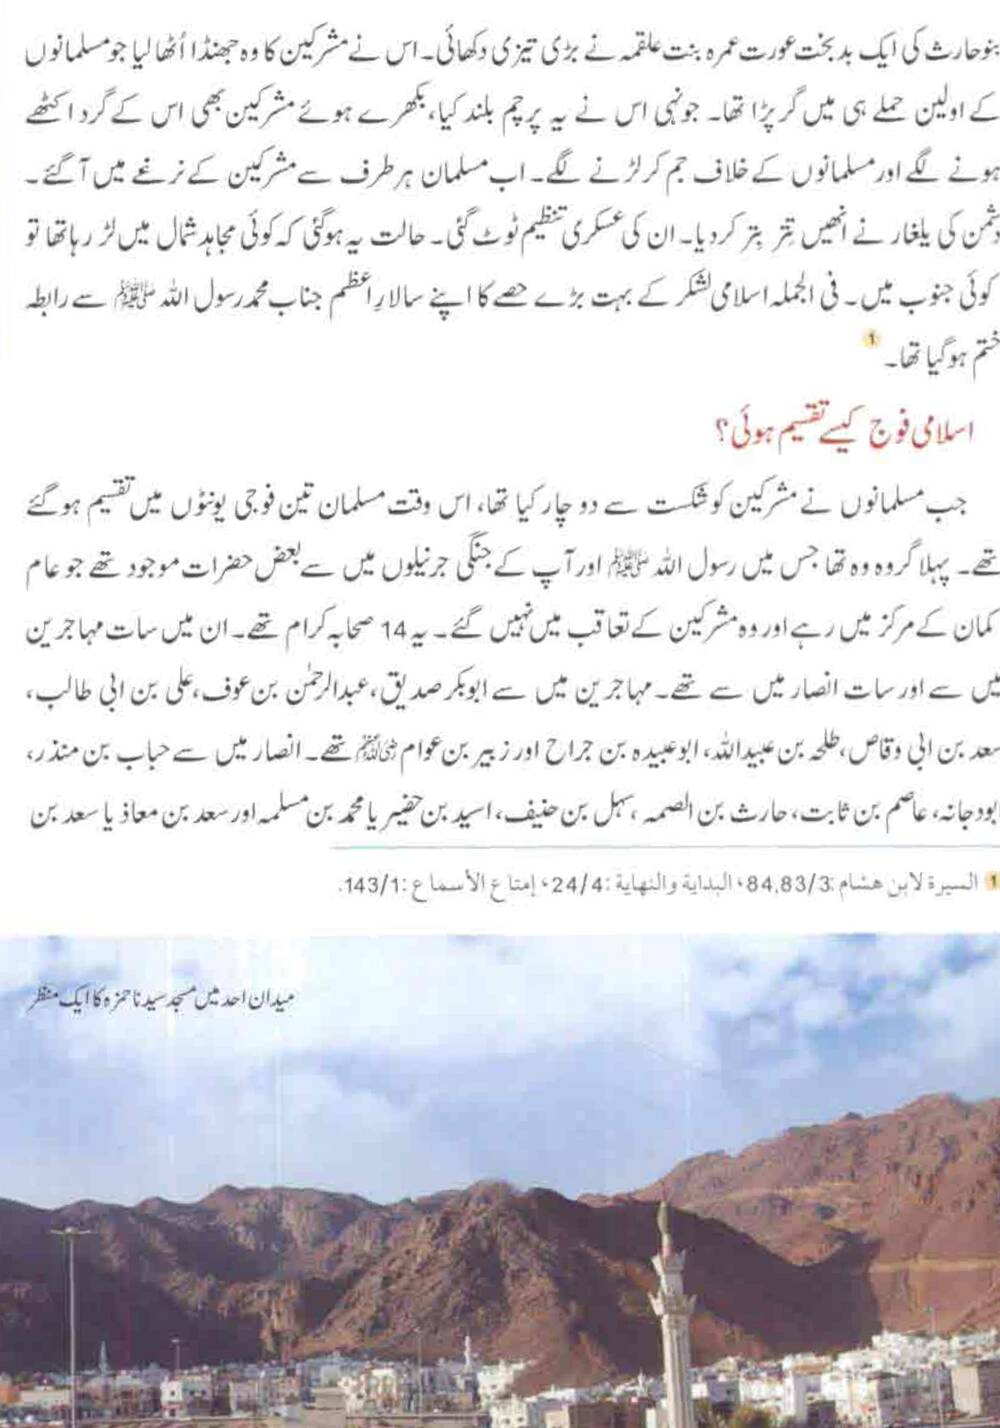 بنوحارث کی ایک بدبخت عورت عمرہ بنت علقمہ نے بڑی تیزی دکھائی۔ اس نے مشرکین کا وہ جھنڈا اُٹھا لیا جو مسلمانوں
کے اولین حملے ہی میں گر پڑا تھا۔ جونہی اس نے یہ پرچم بلند کیا، بکھرے ہوئے مشرکین بھی اس کے گرد اکٹھے
ہونے لگے اور مسلمانوں کے خلاف جم کر لڑنے لگے۔ اب مسلمان ہر طرف سے مشرکین کے نرغے میں آ گئے۔
دشمن کی یلغار نے انھیں تِتر بِتر کر دیا۔ ان کی عسکری تنظیم ٹوٹ گئی۔ حالت یہ ہو گئی کہ کوئی مجاہد شمال میں لڑ رہا تھا تو
کوئی جنوب میں۔ فی الجملہ اسلامی لشکر کے بہت بڑے حصے کا اپنے سالارِ اعظم جناب محمد رسول اللہ ﷺ سے رابطہ
ختم ہو گیا تھا۔ 1
اسلامی فوج کیسے تقسیم ہوئی؟
جب مسلمانوں نے مشرکین کو شکست سے دو چار کیا تھا، اس وقت مسلمان تین فوجی یونٹوں میں تقسیم ہو گئے
تھے۔ پہلا گروہ وہ تھا جس میں رسول اللہ ﷺ اور آپ کے جنگی جرنیلوں میں سے بعض حضرات موجود تھے جو عام
کمان کے مرکز میں رہے اور وہ مشرکین کے تعاقب میں نہیں گئے۔ یہ 14 صحابہ کرام تھے۔ ان میں سات مہاجرین
میں سے اور سات انصار میں سے تھے۔ مہاجرین میں سے ابوبکر صدیق، عبدالرحمٰن بن عوف، علی بن ابی طالب،
سعد بن ابی وقاص، طلحہ بن عبیداللہ، ابوعبیدہ بن جراح اور زبیر بن عوام رضی اللہ عنہم تھے۔ انصار میں سے حباب بن منذر،
ابودجانہ، عاصم بن ثابت، حارث بن الصمہ، سہل بن حنیف، اسید بن حضیر یا محمد بن مسلمہ اور سعد بن معاذ یا سعد بن
1 السيرة لابن هشام: 84,83/3، البداية والنهاية: 24/4، إمتاع الأسماع: 143/1.
میدان احد میں مسجد سیدنا حمزہ کا ایک منظر